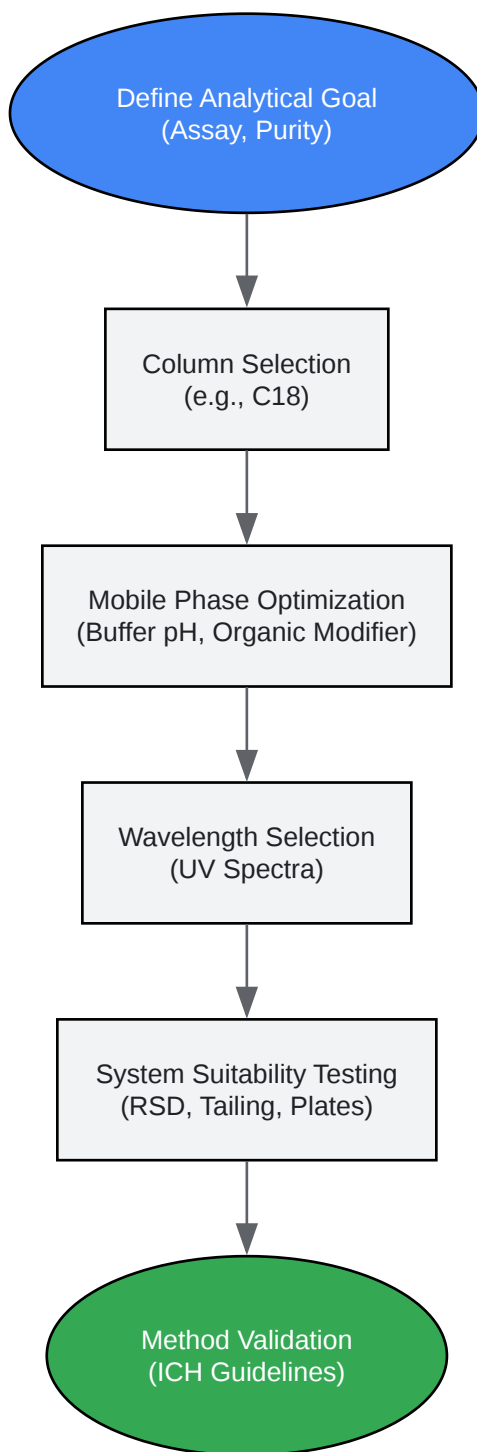 Define Analytical Goal
(Assay, Purity)
Column Selection
(e.g., C18)
Mobile Phase Optimization
(Buffer pH, Organic Modifier)
Wavelength Selection
(UV Spectra)
System Suitability Testing
(RSD, Tailing, Plates)
Method Validation
(ICH Guidelines)